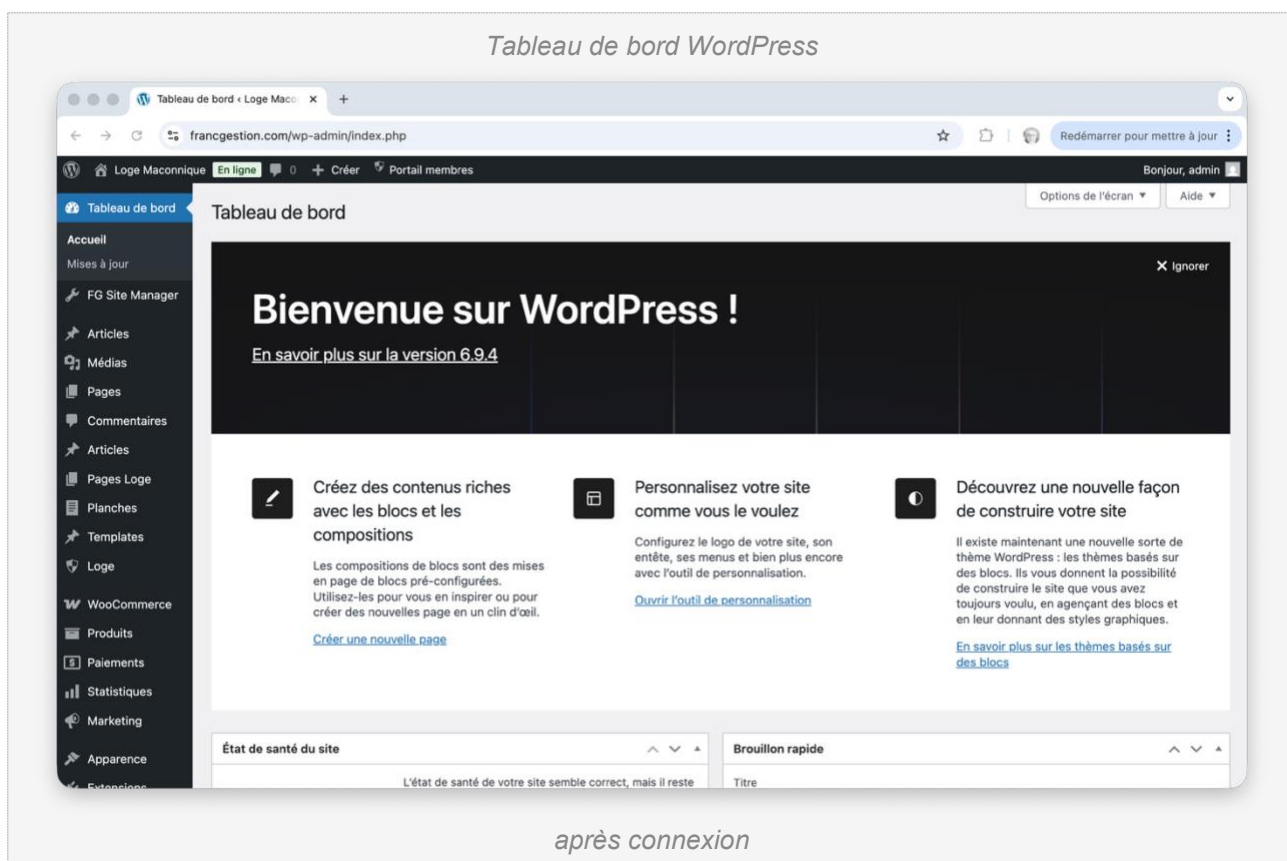 Tableau de bord WordPress
Tableau de bord ‹ Loge Maco
francgestion.com/wp-admin/index.php
Redémarrer pour mettre à jour
Loge Maconnique
En ligne
0
Créer
Portail membres
Bonjour, admin
Tableau de bord
Accueil
Mises à jour
FG Site Manager
Articles
Médias
Pages
Commentaires
Articles
Pages Loge
Planches
Templates
Loge
WooCommerce
Produits
Paiements
Statistiques
Marketing
Apparence
Extensions
Tableau de bord
Options de l'écran ▼
Aide ▼
Ignorer
Bienvenue sur WordPress !
En savoir plus sur la version 6.9.4
Créez des contenus riches
avec les blocs et les
compositions
Les compositions de blocs sont des mises
en page de blocs pré-configurées.
Utilisez-les pour vous en inspirer ou pour
créer des nouvelles page en un clin d'œil.
Créer une nouvelle page
Personnalisez votre site
comme vous le voulez
Configurez le logo de votre site, son
entête, ses menus et bien plus encore
avec l'outil de personnalisation.
Ouvrir l'outil de personnalisation
Découvrez une nouvelle façon
de construire votre site
Il existe maintenant une nouvelle sorte de
thème WordPress : les thèmes basés sur
des blocs. Ils vous donnent la possibilité
de construire le site que vous avez
toujours voulu, en agençant des blocs et
en leur donnant des styles graphiques.
En savoir plus sur les thèmes basés sur
des blocs
État de santé du site
L'état de santé de votre site semble correct, mais il reste
Brouillon rapide
Titre
après connexion